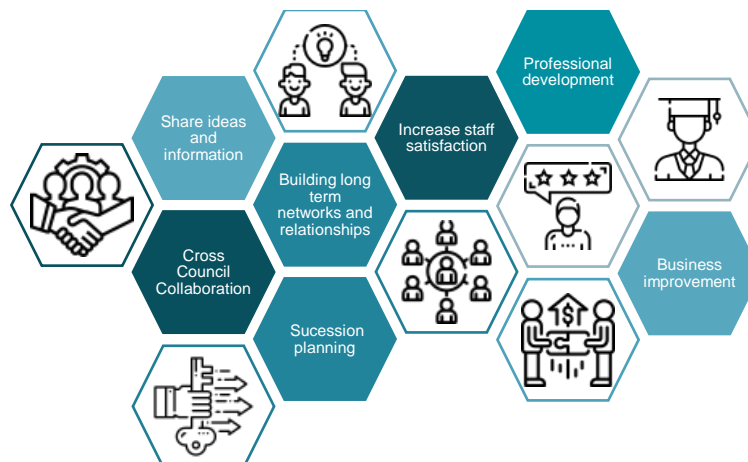 Professional
development
Share ideas
and
information
Increase staff
satisfaction
Building long
term
networks and
relationships
Cross
Council
Collaboration
Business
improvement
Sucession
planning